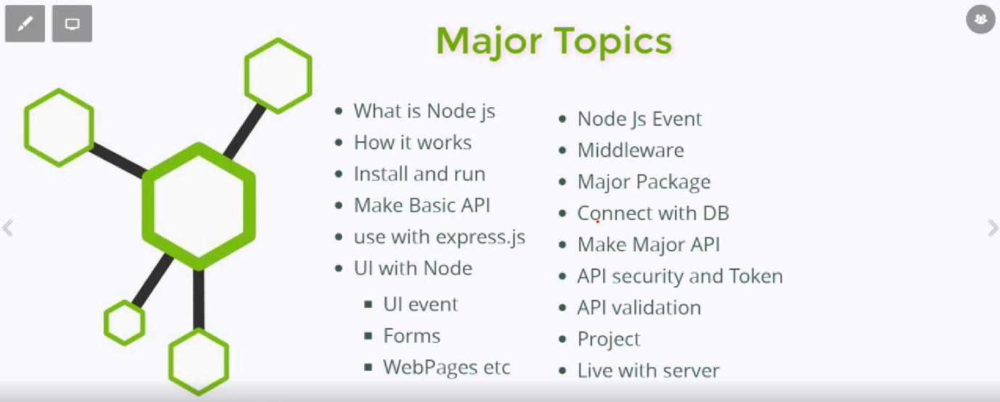 Major Topics
What is Node js
How it works
Install and run
Make Basic API
use with express.js
UI with Node
UI event
Forms
WebPages etc
Node Js Event
Middleware
Major Package
Connect with DB
Make Major API
API security and Token
API validation
Project
Live with server